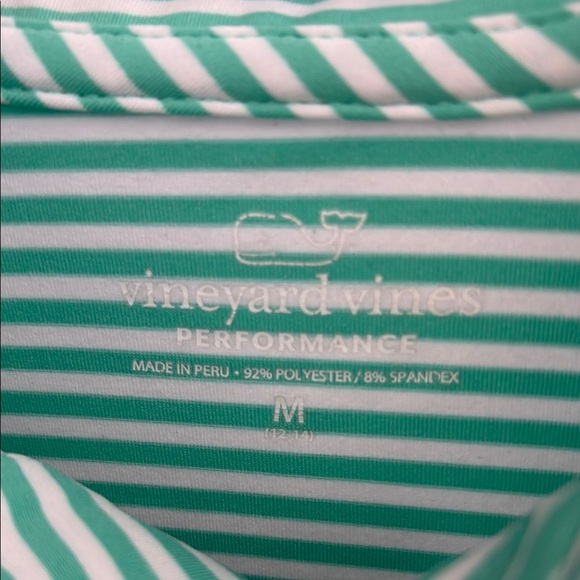 vineyard vines
PERFORMANCE
MADE IN PERU • 92% POLYESTER / 8% SPANDEX
M
(12-14)